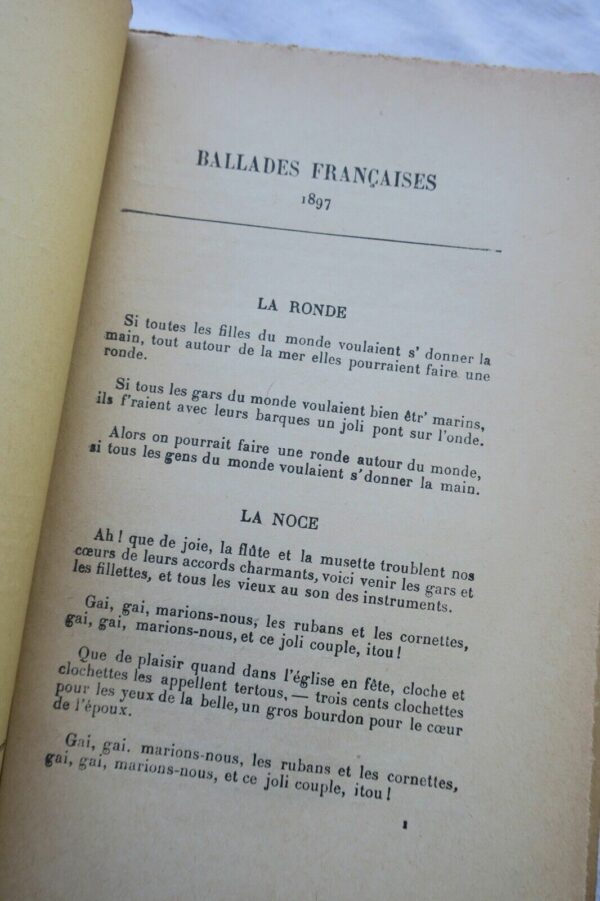 BALLADES FRANÇAISES
1897
LA RONDE
Si toutes les filles du monde voulaient s' donner la
main, tout autour de la mer elles pourraient faire une
ronde.
Si tous les gars du monde voulaient bien êtr' marins,
ils f'raient avec leurs barques un joli pont sur l'onde.
Alors on pourrait faire une ronde autour du monde,
si tous les gens du monde voulaient s'donner la main.
LA NOCE
Ah ! que de joie, la flûte et la musette troublent nos
cœurs de leurs accords charmants, voici venir les gars et
les fillettes, et tous les vieux au son des instruments.
Gai, gai, marions-nous, les rubans et les cornettes,
gai, gai, marions-nous, et ce joli couple, itou !
Que de plaisir quand dans l'église en fête, cloche et
clochettes les appellent tertous, — trois cents clochettes
pour les yeux de la belle, un gros bourdon pour le cœur
de l'époux.
Gai, gai. marions-nous, les rubans et les cornettes,
gai, gai, marions-nous, et ce joli couple, itou !
1